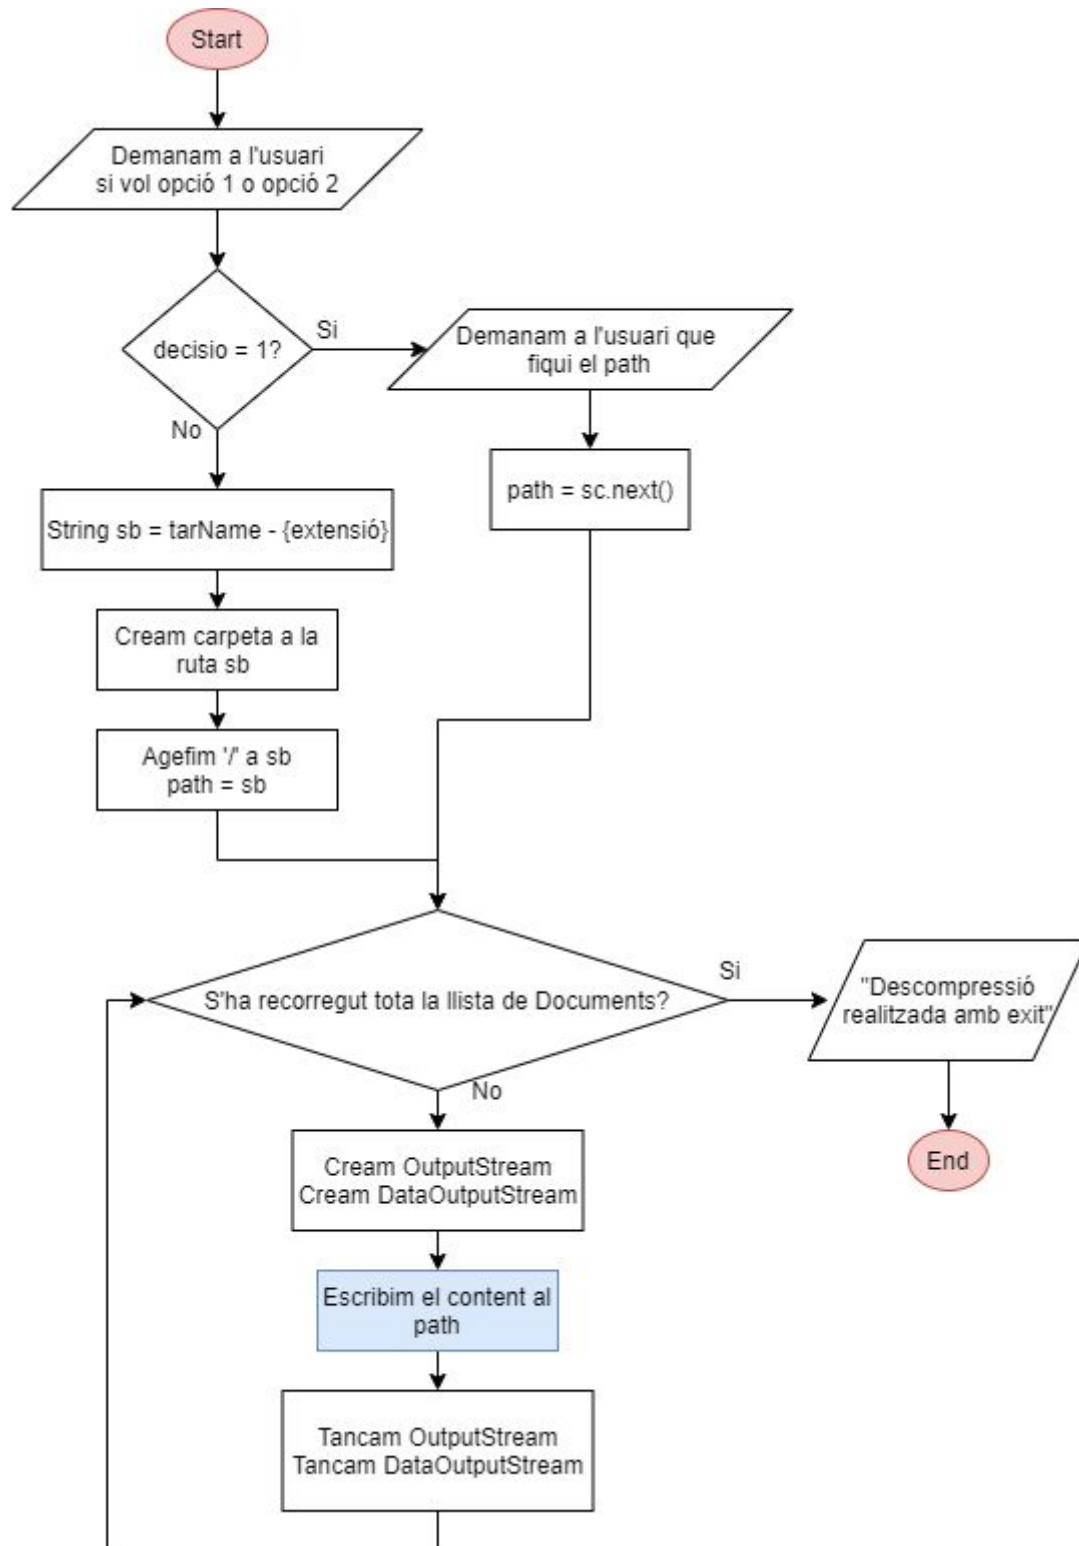 Start
Demanam a l'usuari
si vol opció 1 o opció 2
decisio = 1?
Si
Demanam a l'usuari que
fiqui el path
No
path = sc.next()
String sb = tarName - {extensió}
Cream carpeta a la
ruta sb
Agefim '/' a sb
path = sb
S'ha recorregut tota la llista de Documents?
Si
"Descompressió
realitzada amb exit"
No
End
Cream OutputStream
Cream DataOutputStream
Escribim el content al
path
Tancam OutputStream
Tancam DataOutputStream